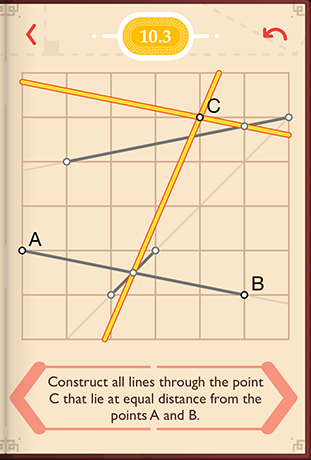 10.3
C
A
B
Construct all lines through the point
C that lie at equal distance from the
points A and B.